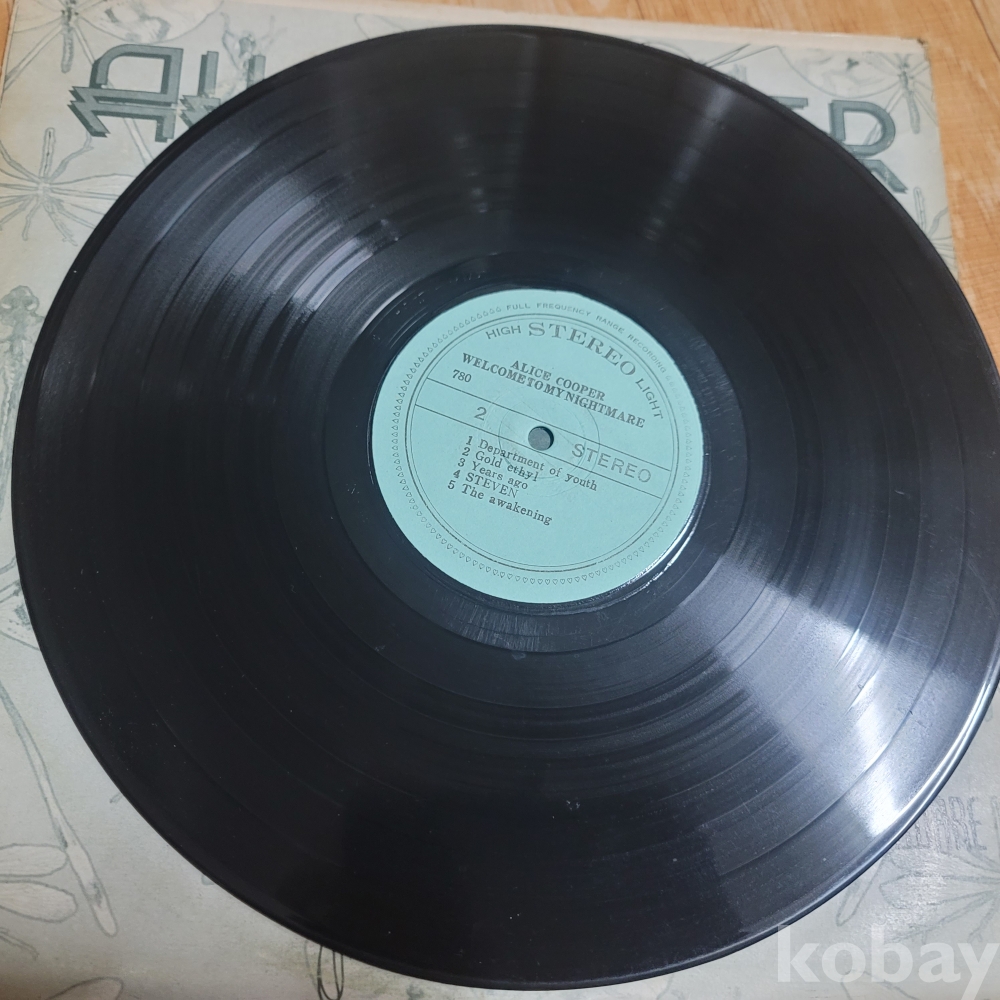 FULL FREQUENCY RANGE RECORDING
HIGH STEREO LIGHT
ALICE COOPER
WELCOMETOMYNIGHTMARE
780
2
STEREO
1 Department of youth
2 Gold ethyl
3 Years ago
4 STEVEN
5 The awakening
kobay